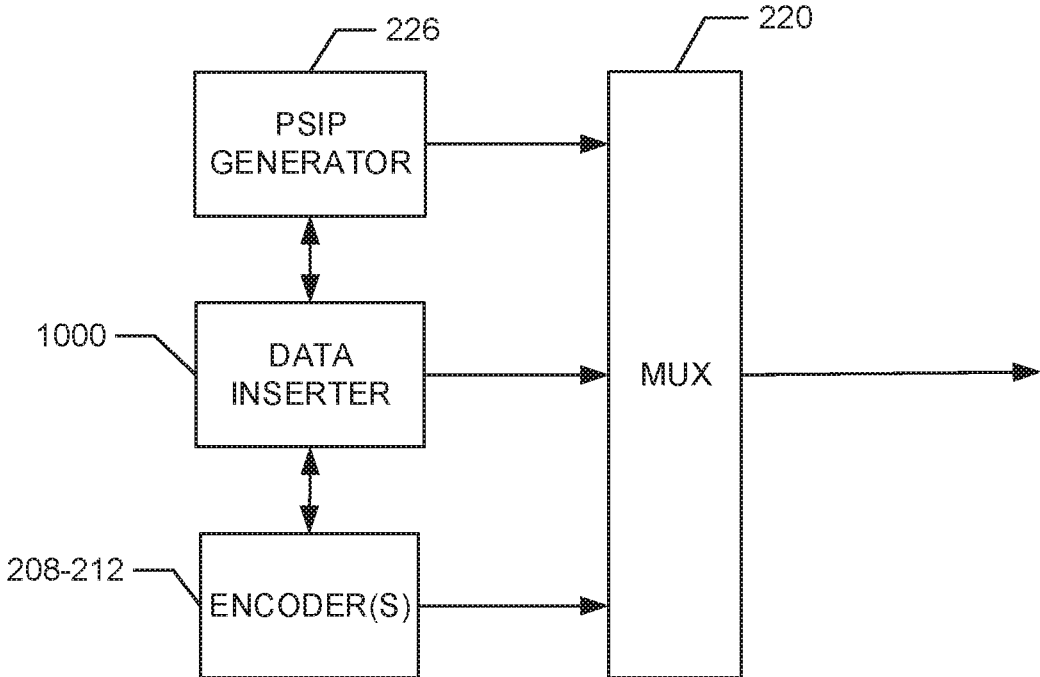 226
220
PSIP
GENERATOR
1000
DATA
INSERTER
MUX
208-212
ENCODER(S)